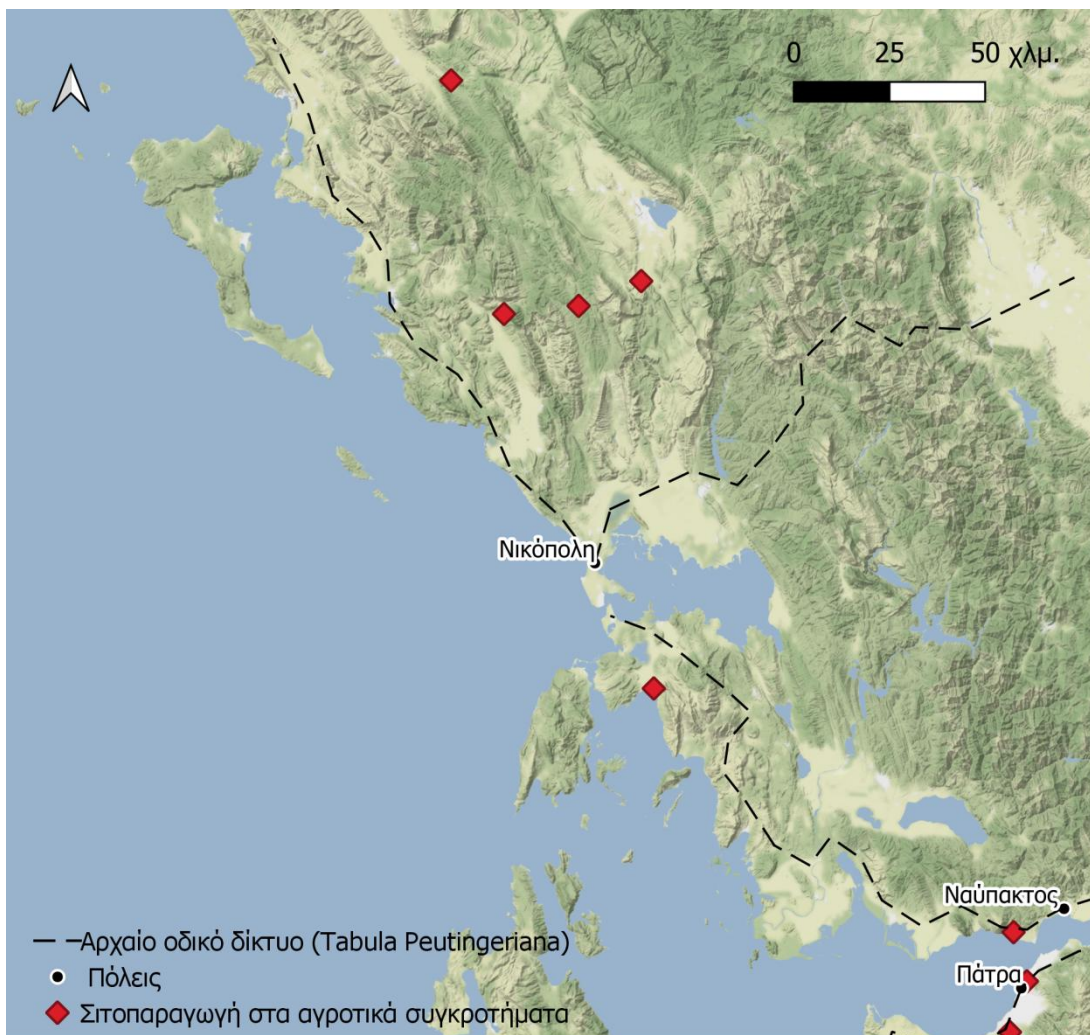 0 25 50 χλμ.
Νικόπολη
Ναύπακτος
Πάτρα
Αρχαίο οδικό δίκτυο (Tabula Peutingeriana)
Πόλεις
Σιτοπαραγωγή στα αγροτικά συγκροτήματα